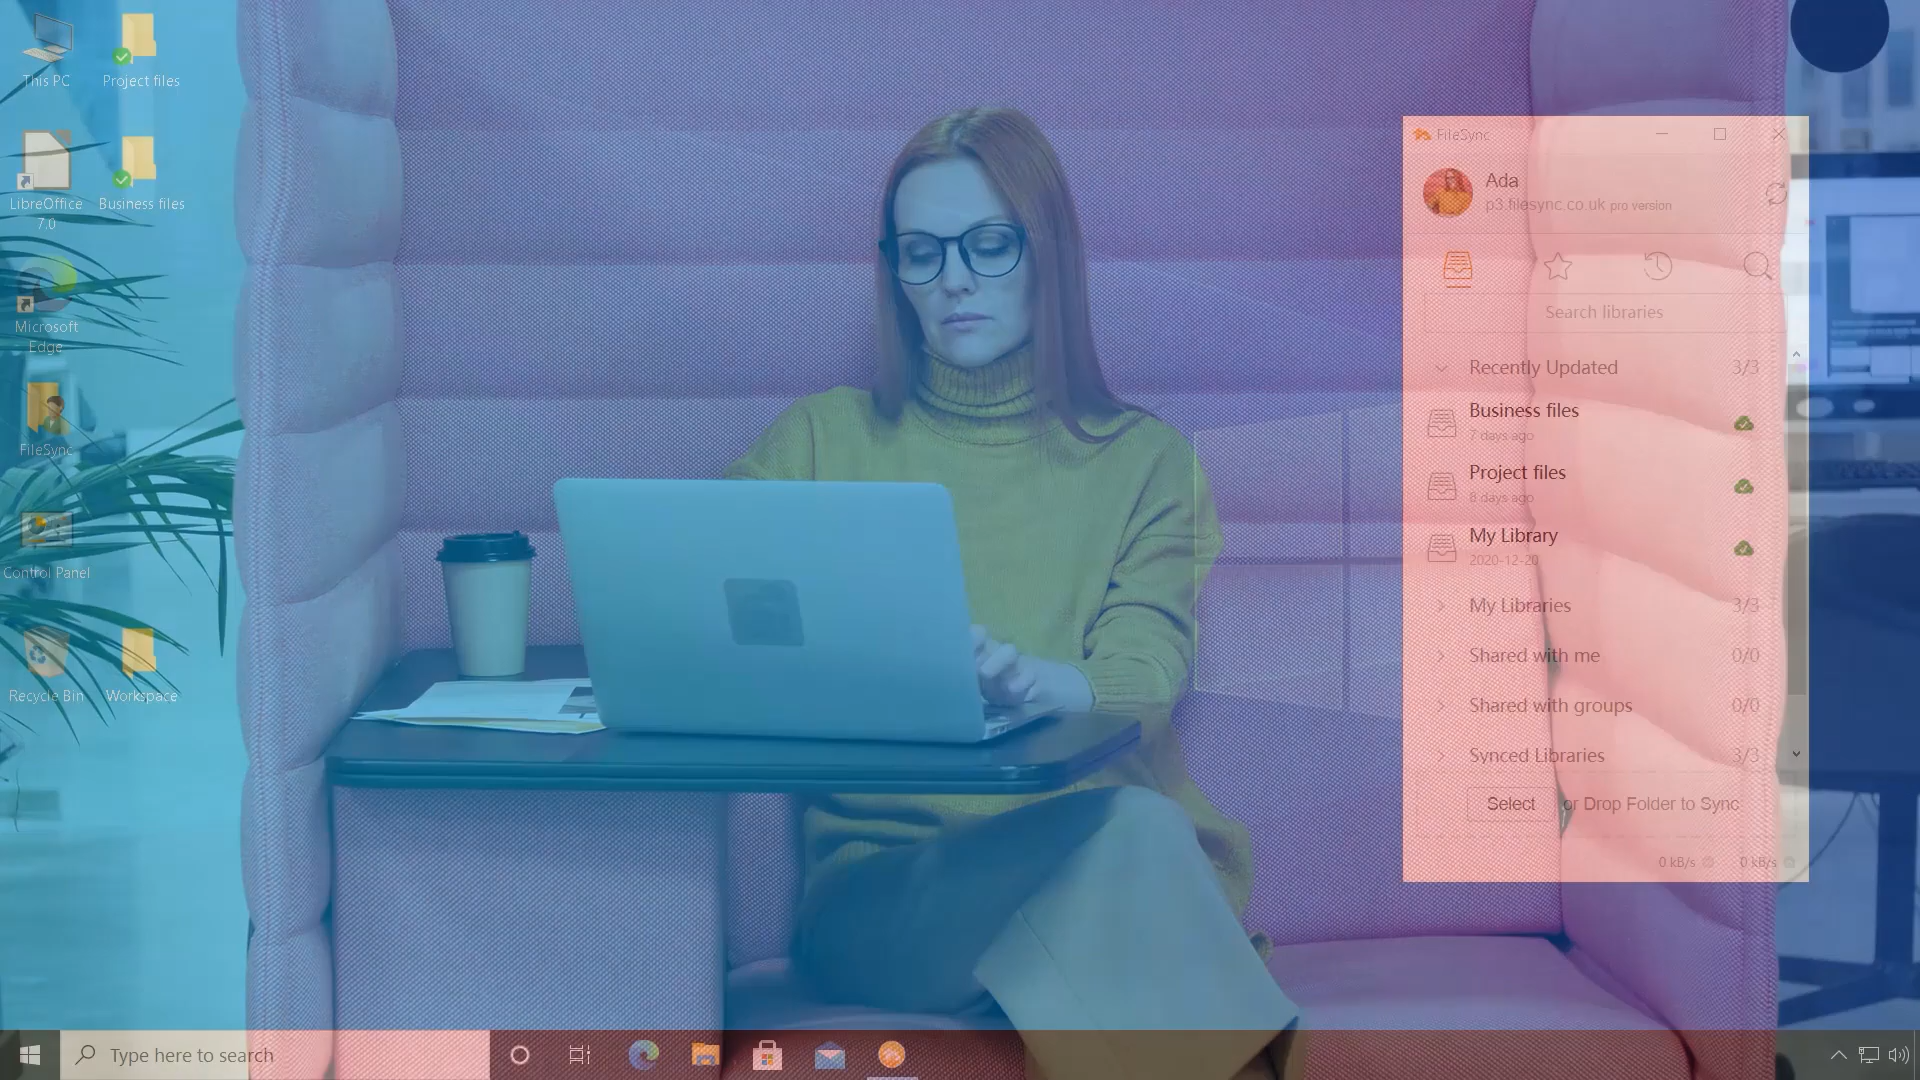 This PC
Project files
LibreOffice
7.0
Business files
Microsoft
Edge
FileSync
Control Panel
Recycle Bin
Workspace
FileSync
Ada
p3.filesync.co.uk pro version
Search libraries
Recently Updated 3/3
Business files
7 days ago
Project files
8 days ago
My Library
2020-12-20
My Libraries 3/3
Shared with me 0/0
Shared with groups 0/0
Synced Libraries 3/3
Select or Drop Folder to Sync
0 kB/s 0 kB/s
Type here to search